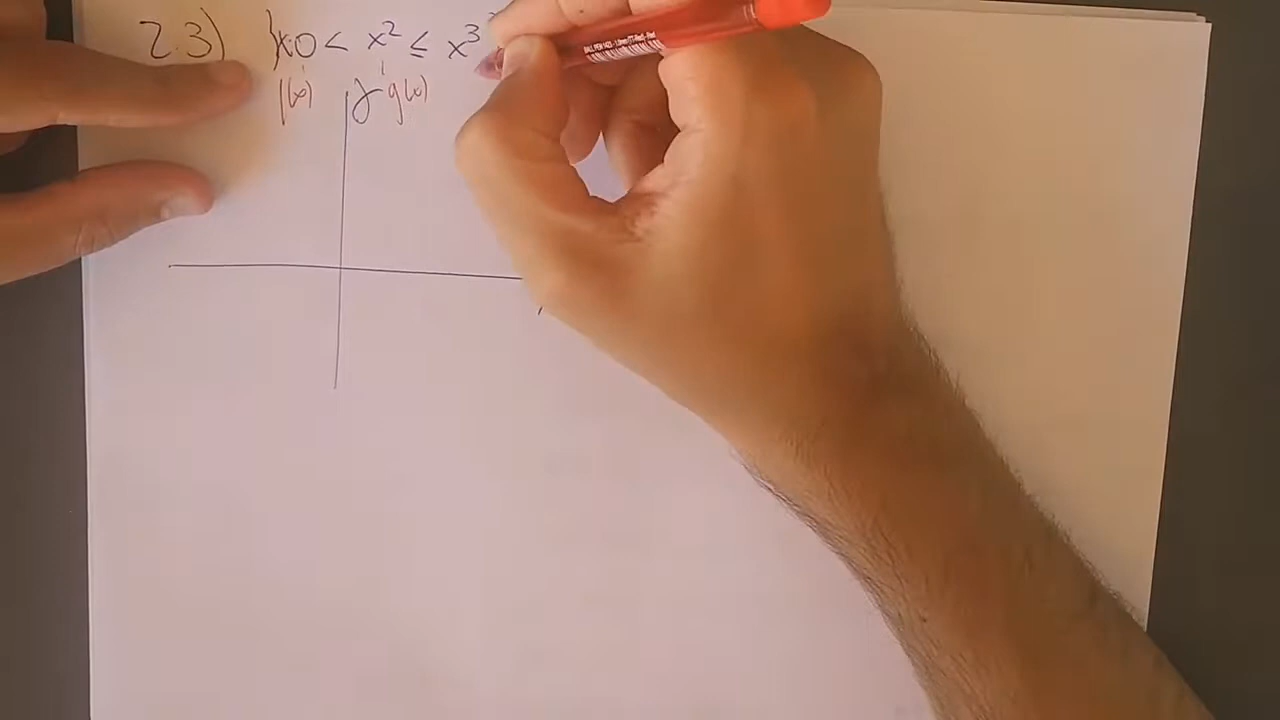 2.3) 0 < x² ≤ x³
f(x) g(x)
y